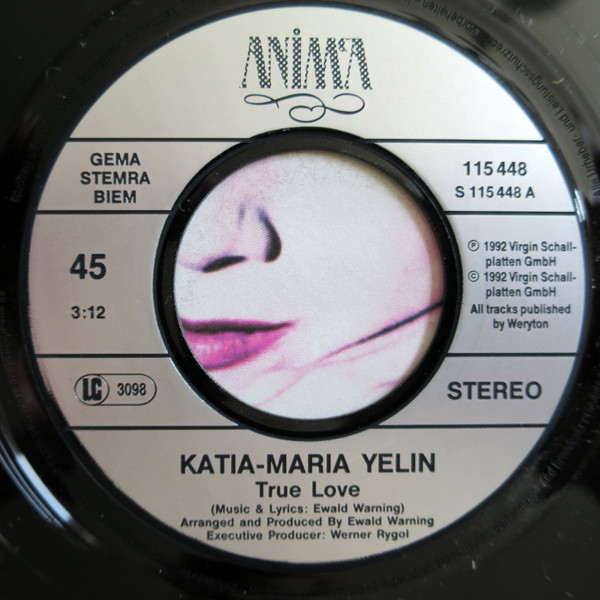 ANIMA
GEMA
STEMRA
BIEM
115 448
S 115 448 A
45
3:12
℗ 1992 Virgin Schall-
platten GmbH
© 1992 Virgin Schall-
platten GmbH
All tracks published
by Weryton
LC 3098
STEREO
KATIA-MARIA YELIN
True Love
(Music & Lyrics: Ewald Warning)
Arranged and Produced By Ewald Warning
Executive Producer: Werner Rygol